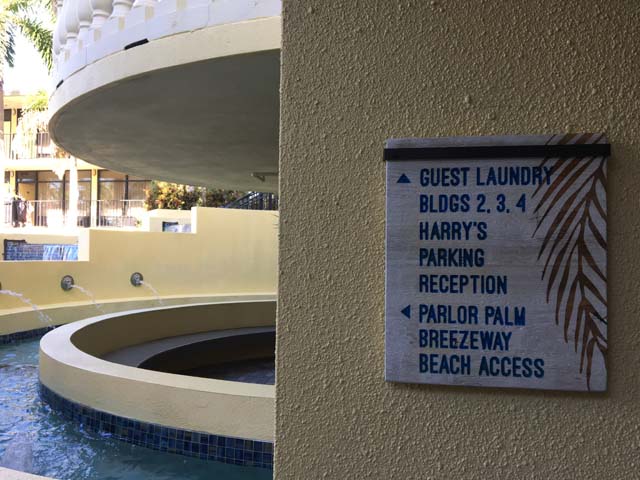 GUEST LAUNDRY
BLDGS 2, 3, 4
HARRY'S
PARKING
RECEPTION
PARLOR PALM
BREEZEWAY
BEACH ACCESS